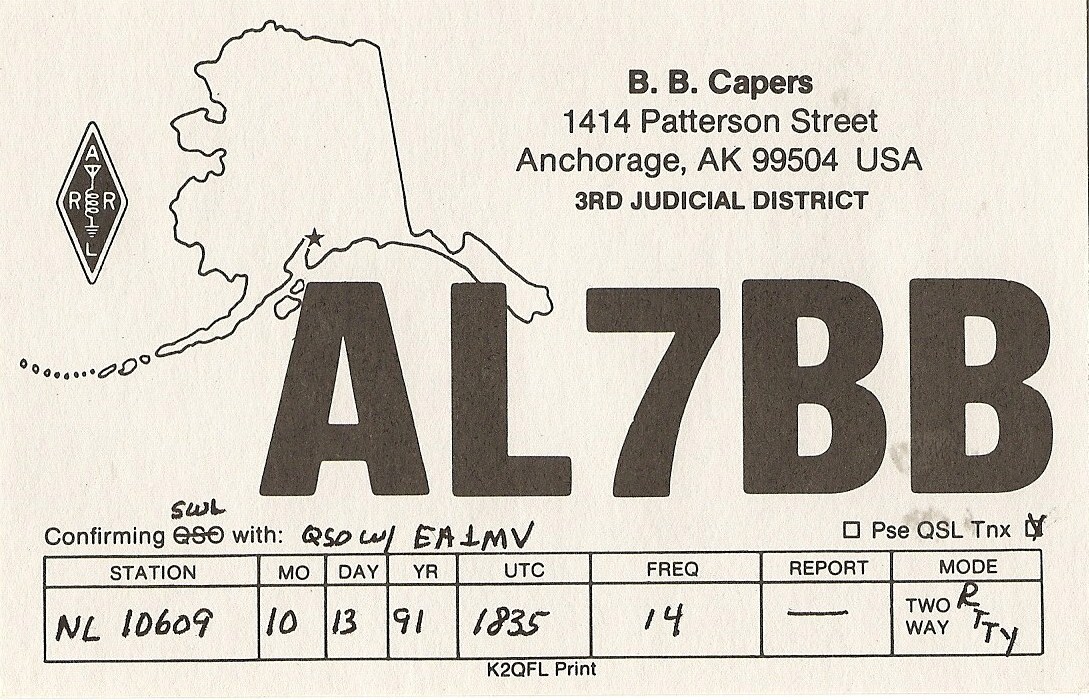 B. B. Capers
1414 Patterson Street
Anchorage, AK 99504 USA
3RD JUDICIAL DISTRICT
A
R R
L
AL7BB
SWL
Confirming QSO with: QSO W/ EA1MV
☐ Pse QSL Tnx ☑
STATION MO DAY YR UTC FREQ REPORT MODE
NL 10609 10 13 91 1835 14 — TWO WAY RTTY
K2QFL Print